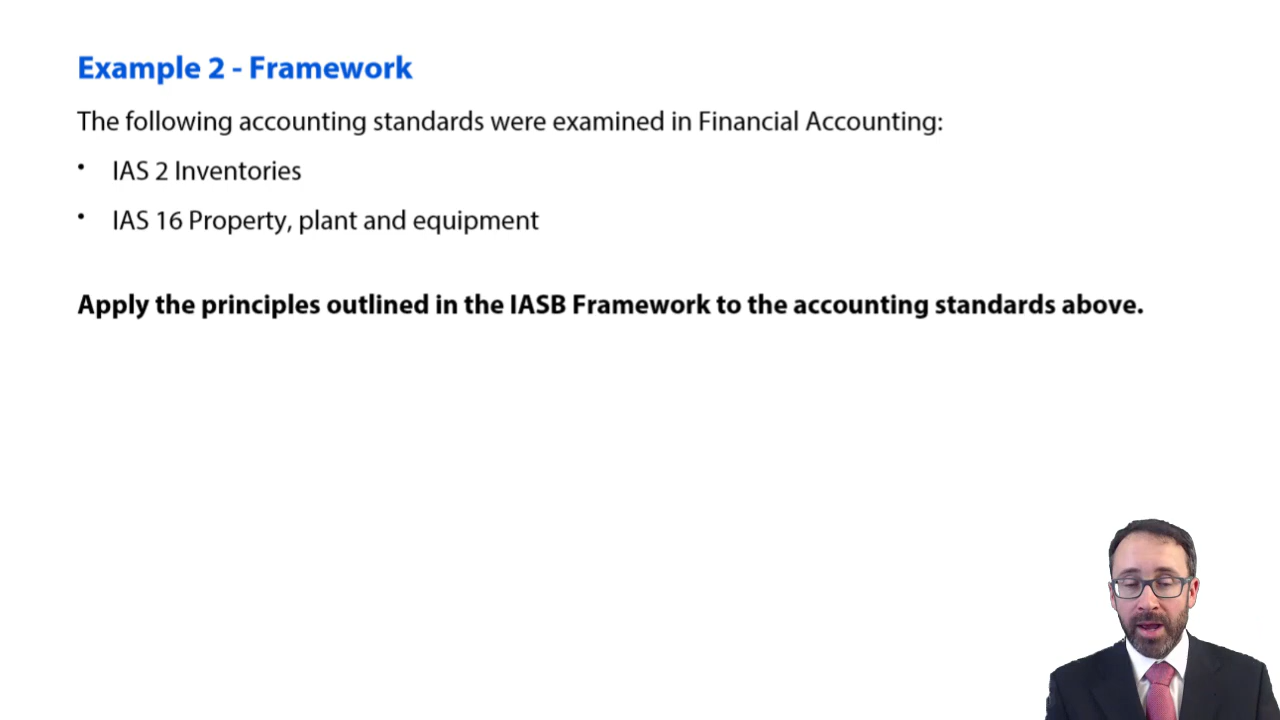 Example 2 - Framework
The following accounting standards were examined in Financial Accounting:
• IAS 2 Inventories
• IAS 16 Property, plant and equipment
Apply the principles outlined in the IASB Framework to the accounting standards above.